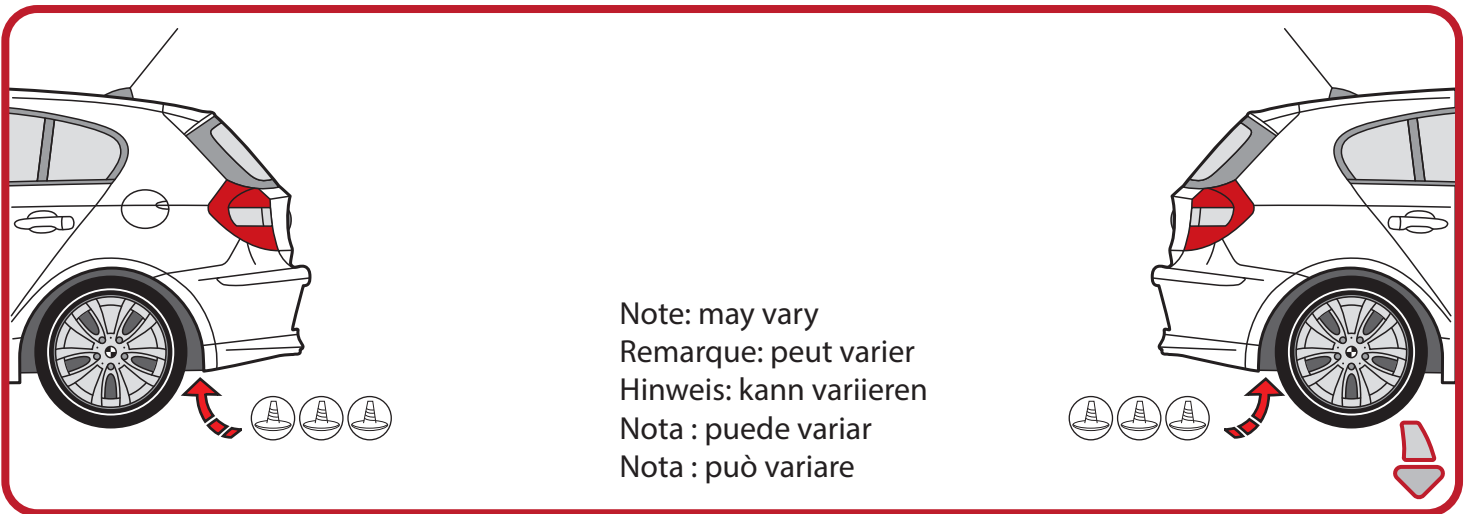 Note: may vary
Remarque: peut varier
Hinweis: kann variieren
Nota : puede variar
Nota : può variare